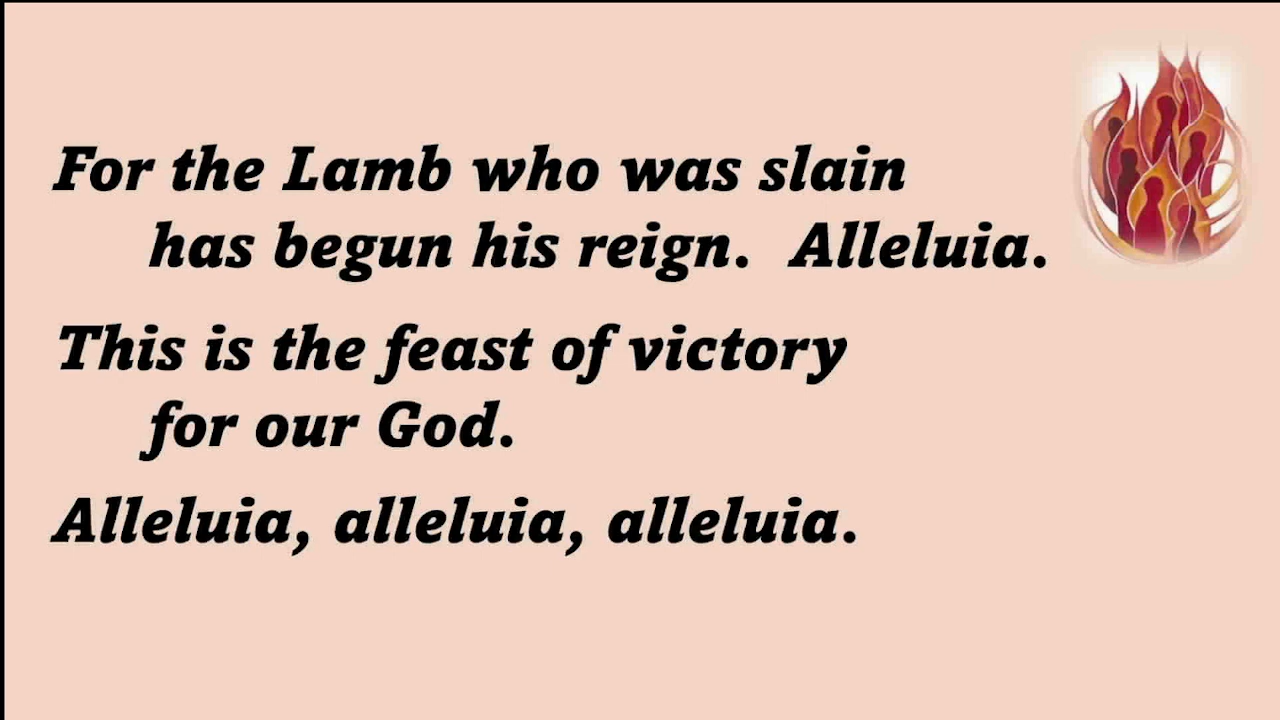 For the Lamb who was slain
has begun his reign. Alleluia.
This is the feast of victory
for our God.
Alleluia, alleluia, alleluia.